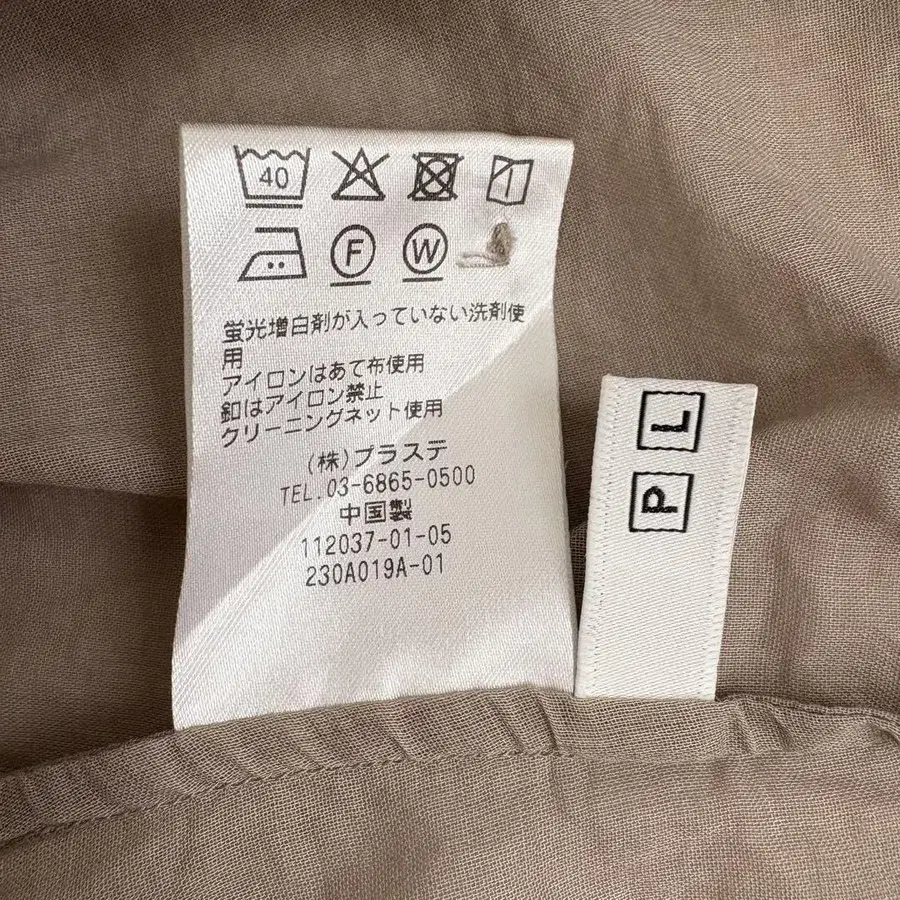 40
F W
蛍光増白剤が入っていない洗剤使
用
アイロンはあて布使用
釦はアイロン禁止
クリーニングネット使用
(株)プラステ
TEL.03-6865-0500
中国製
112037-01-05
230A019A-01
P L